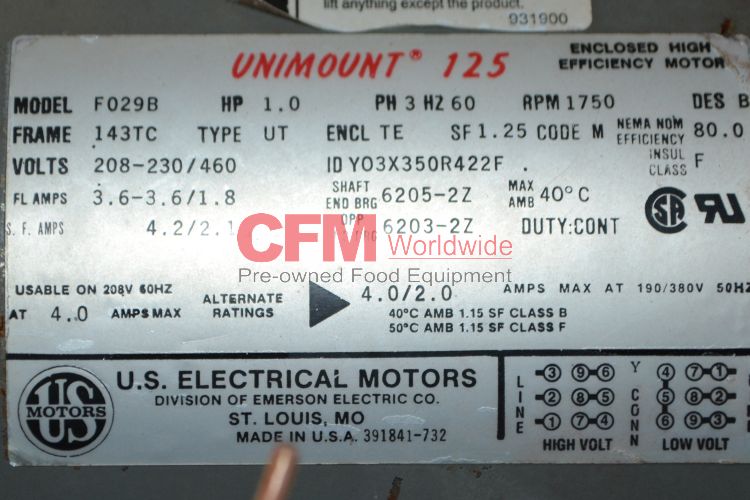 lift anything except the product.
931900
UNIMOUNT® 125
ENCLOSED HIGH
EFFICIENCY MOTOR
MODEL F029B HP 1.0 PH 3 HZ 60 RPM 1750 DES B
FRAME 143TC TYPE UT ENCL TE SF 1.25 CODE M NEMA NOM EFFICIENCY 80.0
VOLTS 208-230/460 ID Y03X350R422F . INSUL CLASS F
FL AMPS 3.6-3.6/1.8 SHAFT END BRG 6205-2Z MAX AMB 40°C
S.F. AMPS 4.2/2.1 OPP BRG 6203-2Z DUTY:CONT
SA
CFM Worldwide
Pre-owned Food Equipment
USABLE ON 208V 60HZ
AT 4.0 AMPS MAX
ALTERNATE
RATINGS
4.0/2.0 AMPS MAX AT 190/380V 50HZ
40°C AMB 1.15 SF CLASS B
50°C AMB 1.15 SF CLASS F
US
MOTORS
U.S. ELECTRICAL MOTORS
DIVISION OF EMERSON ELECTRIC CO.
ST. LOUIS, MO
MADE IN U.S.A. 391841-732
LINE
3 9 6
2 8 5
1 7 4
HIGH VOLT
Y CONN
4 7 1
5 8 2
6 9 3
LOW VOLT